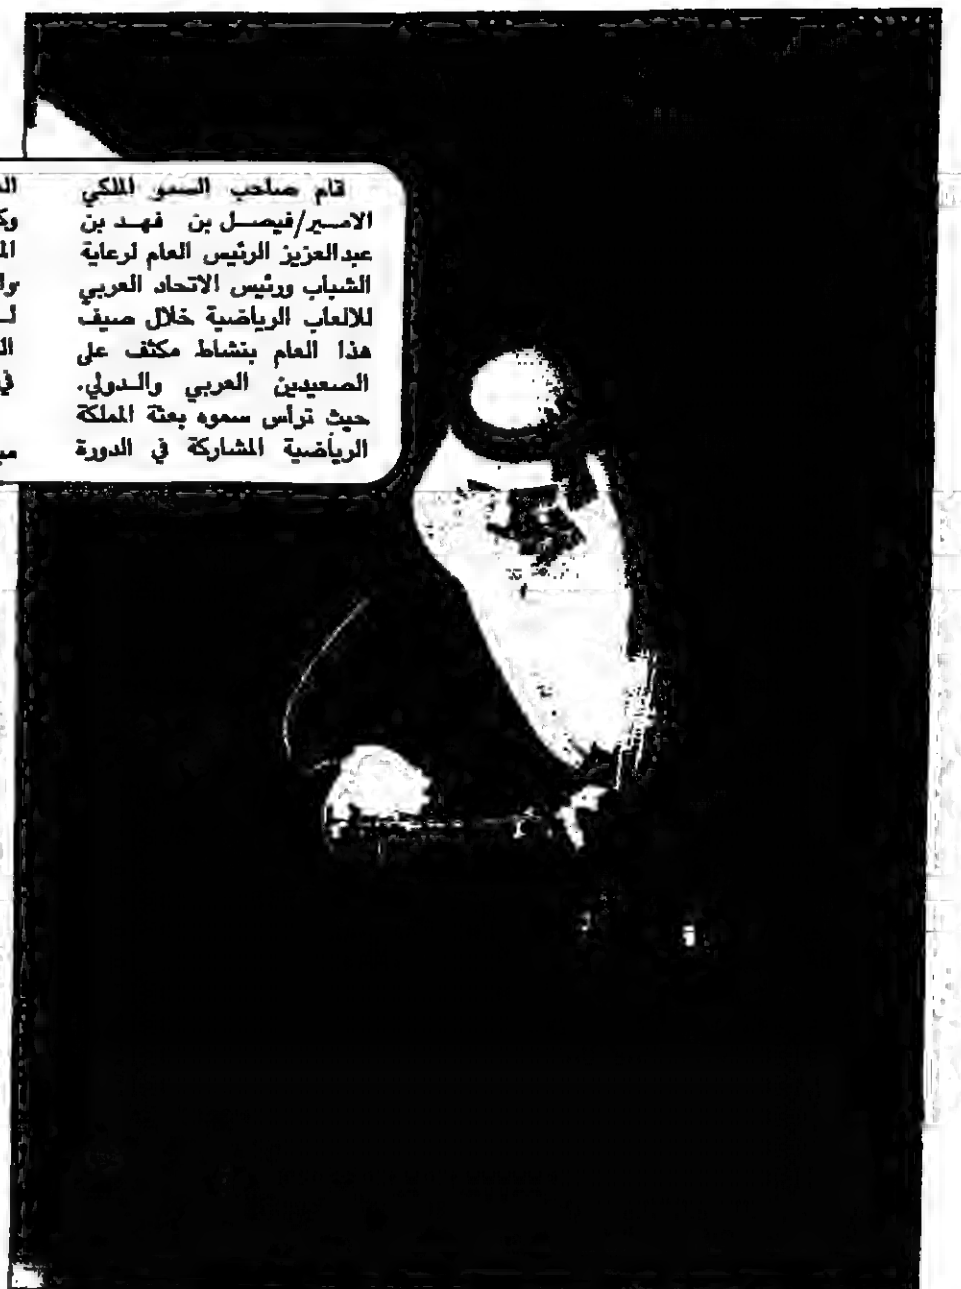 قام صاحب السمو الملكي
الامير/فيصل بن فهد بن
عبدالعزيز الرئيس العام لرعاية
الشباب ورئيس الاتحاد العربي
للالعاب الرياضية خلال صيف
هذا العام بنشاط مكثف على
الصعيدين العربي والدولي.
حيث ترأس سموه بعثة المملكة
الرياضية المشاركة في الدورة
في